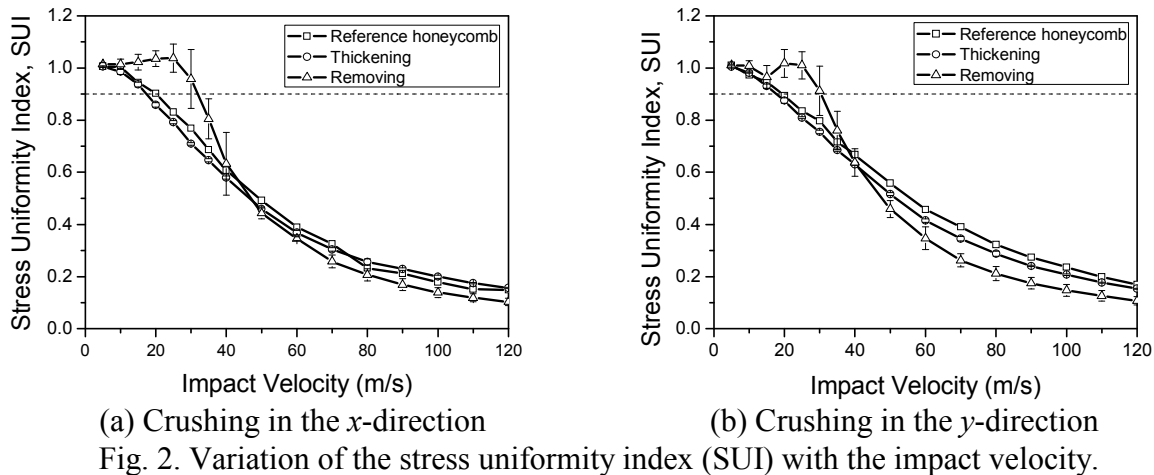 1.2
1.0
0.8
0.6
0.4
0.2
0.0
Stress Uniformity Index, SUI
Reference honeycomb
Thickening
Removing
0 20 40 60 80 100 120
Impact Velocity (m/s)
(a) Crushing in the x-direction
1.2
1.0
0.8
0.6
0.4
0.2
0.0
Stress Uniformity Index, SUI
Reference honeycomb
Thickening
Removing
0 20 40 60 80 100 120
Impact Velocity (m/s)
(b) Crushing in the y-direction
Fig. 2. Variation of the stress uniformity index (SUI) with the impact velocity.